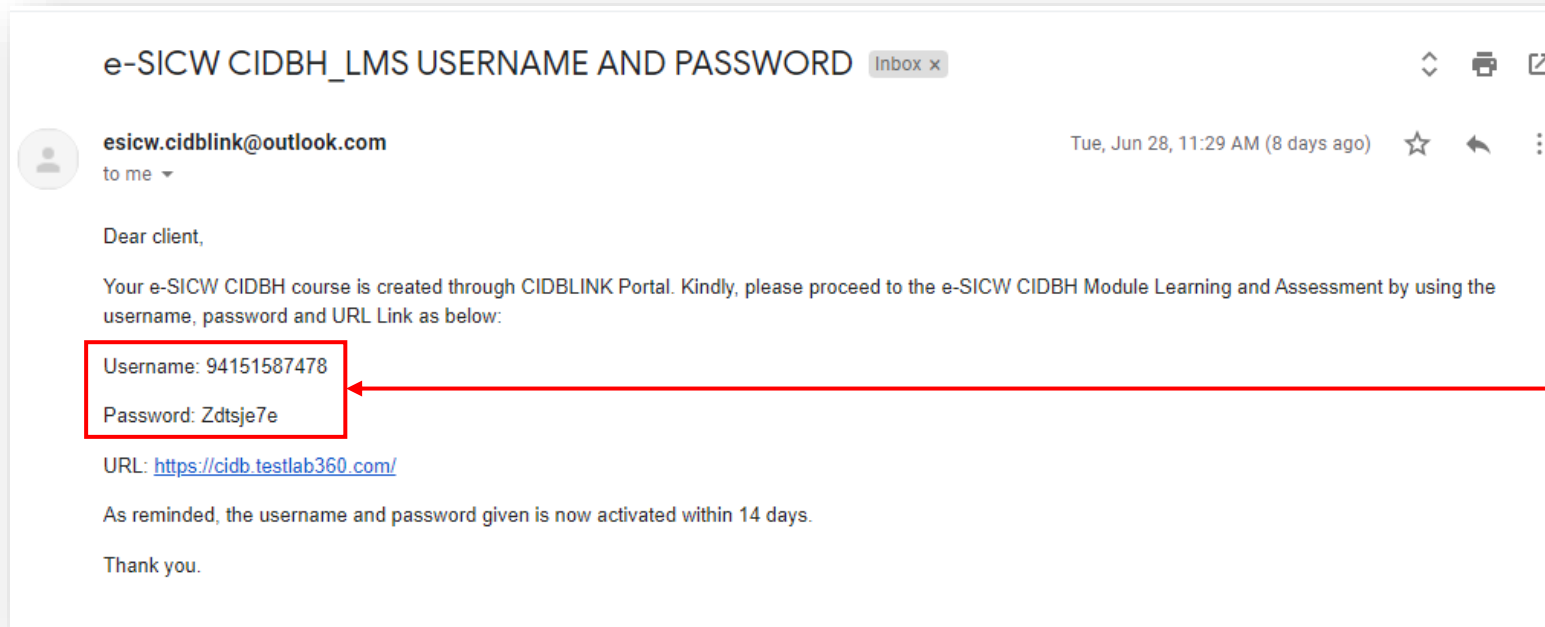 e-SICW CIDBH_LMS USERNAME AND PASSWORD Inbox x
esicw.cidblink@outlook.com Tue, Jun 28, 11:29 AM (8 days ago)
to me
Dear client,
Your e-SICW CIDBH course is created through CIDBLINK Portal. Kindly, please proceed to the e-SICW CIDBH Module Learning and Assessment by using the
username, password and URL Link as below:
Username: 94151587478
Password: Zdtsje7e
URL: https://cidb.testlab360.com/
As reminded, the username and password given is now activated within 14 days.
Thank you.